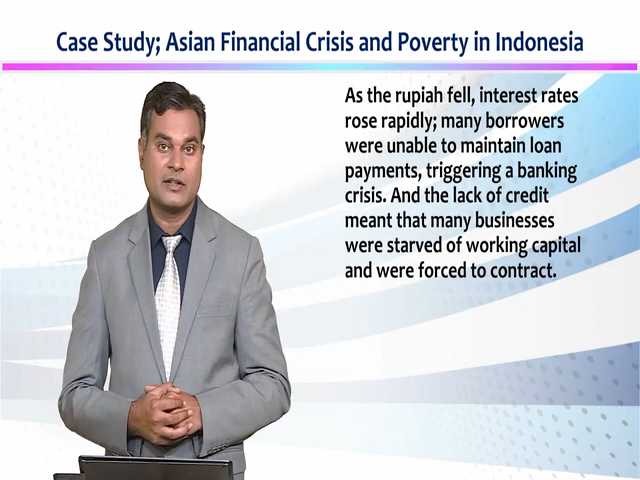 Case Study; Asian Financial Crisis and Poverty in Indonesia
As the rupiah fell, interest rates
rose rapidly; many borrowers
were unable to maintain loan
payments, triggering a banking
crisis. And the lack of credit
meant that many businesses
were starved of working capital
and were forced to contract.